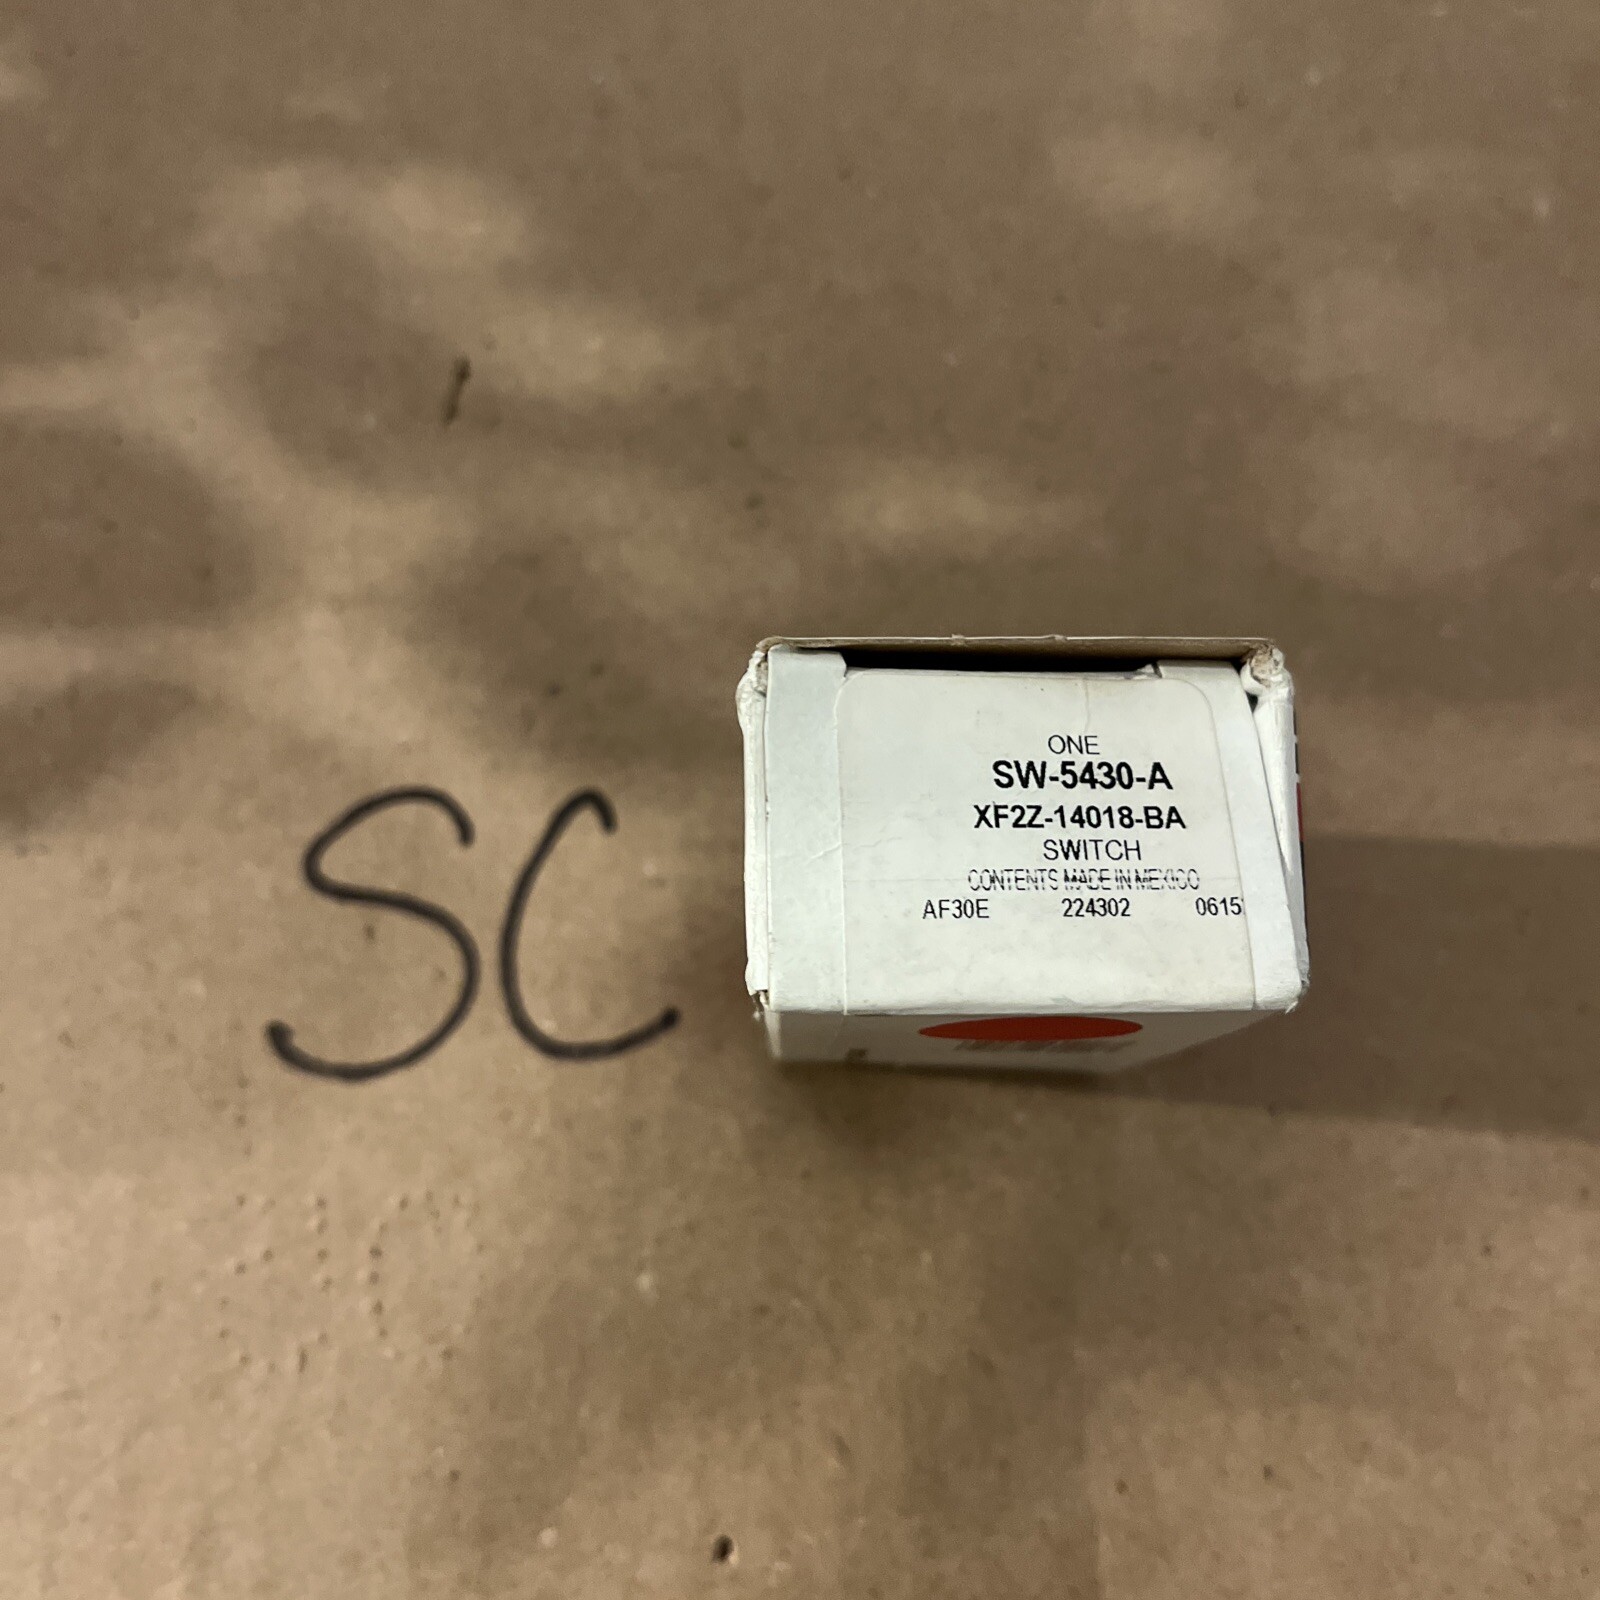 SC
ONE
SW-5430-A
XF2Z-14018-BA
SWITCH
CONTENTS MADE IN MEXICO
AF30E 224302 0615